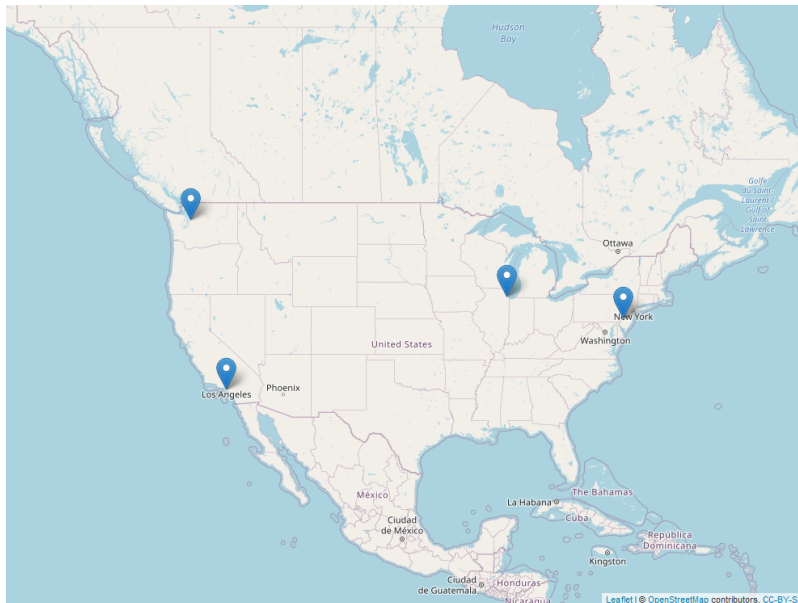 Hudson
Bay
Golfe
du Saint-
Laurent /
Gulf of
Saint
Lawrence
Ottawa
New York
Washington
United States
Phoenix
Los Angeles
México
Ciudad
de México
La Habana
The Bahamas
Cuba
República
Dominicana
Kingston
Ciudad
de Guatemala
Honduras
Nicaragua
Leaflet | © OpenStreetMap contributors, CC-BY-S